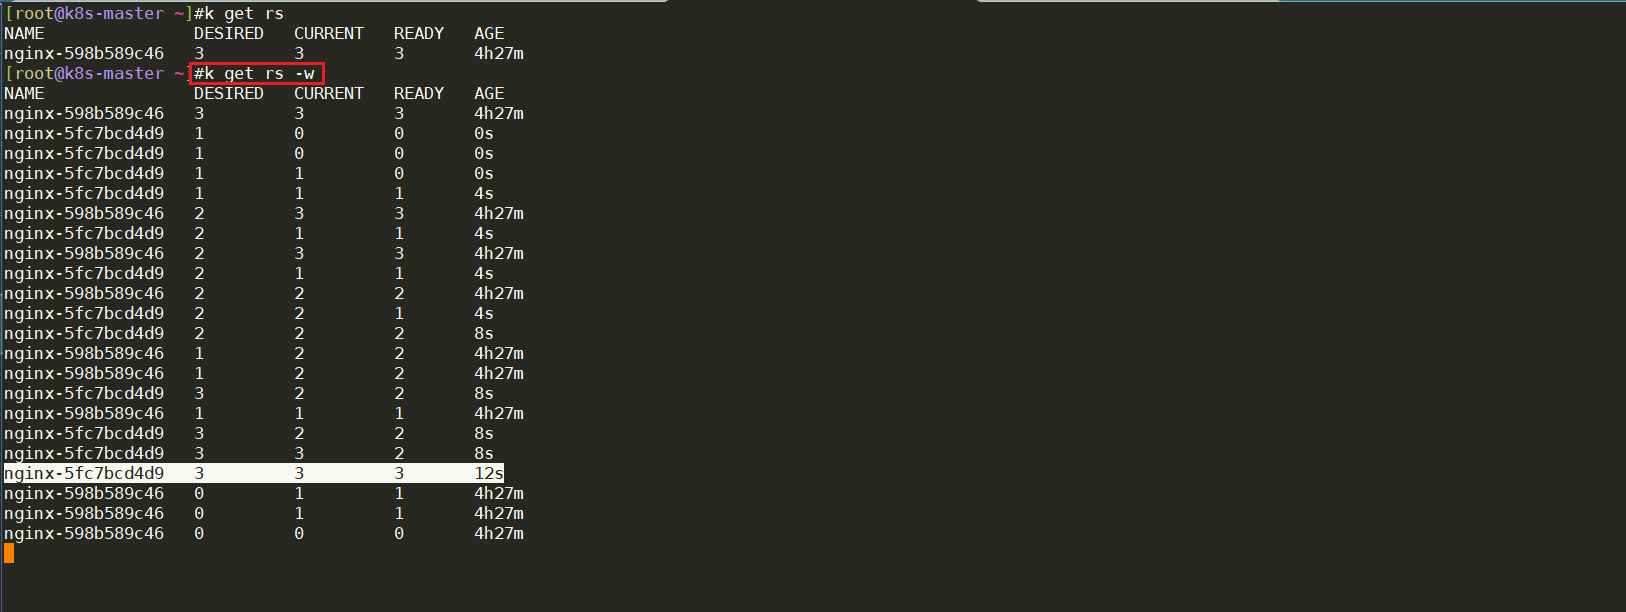 [root@k8s-master ~]#k get rs
NAME DESIRED CURRENT READY AGE
nginx-598b589c46 3 3 3 4h27m
[root@k8s-master ~]#k get rs -w
NAME DESIRED CURRENT READY AGE
nginx-598b589c46 3 3 3 4h27m
nginx-5fc7bcd4d9 1 0 0 0s
nginx-5fc7bcd4d9 1 0 0 0s
nginx-5fc7bcd4d9 1 1 0 0s
nginx-5fc7bcd4d9 1 1 1 4s
nginx-598b589c46 2 3 3 4h27m
nginx-5fc7bcd4d9 2 1 1 4s
nginx-598b589c46 2 3 3 4h27m
nginx-5fc7bcd4d9 2 1 1 4s
nginx-598b589c46 2 2 2 4h27m
nginx-5fc7bcd4d9 2 2 1 4s
nginx-5fc7bcd4d9 2 2 2 8s
nginx-598b589c46 1 2 2 4h27m
nginx-598b589c46 1 2 2 4h27m
nginx-5fc7bcd4d9 3 2 2 8s
nginx-598b589c46 1 1 1 4h27m
nginx-5fc7bcd4d9 3 2 2 8s
nginx-5fc7bcd4d9 3 3 2 8s
nginx-5fc7bcd4d9 3 3 3 12s
nginx-598b589c46 0 1 1 4h27m
nginx-598b589c46 0 1 1 4h27m
nginx-598b589c46 0 0 0 4h27m